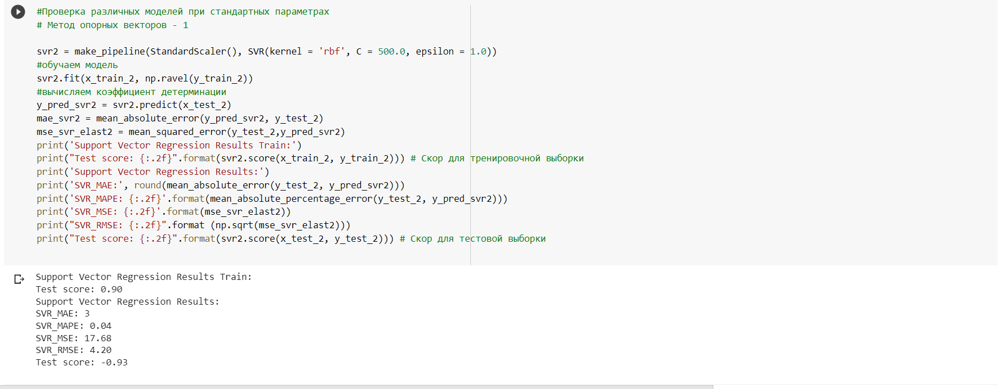 #Проверка различных моделей при стандартных параметрах
# Метод опорных векторов - 1
svr2 = make_pipeline(StandardScaler(), SVR(kernel = 'rbf', C = 500.0, epsilon = 1.0))
#обучаем модель
svr2.fit(x_train_2, np.ravel(y_train_2))
#вычисляем коэффициент детерминации
y_pred_svr2 = svr2.predict(x_test_2)
mae_svr2 = mean_absolute_error(y_pred_svr2, y_test_2)
mse_svr_elast2 = mean_squared_error(y_test_2,y_pred_svr2)
print('Support Vector Regression Results Train:')
print("Test score: {:.2f}".format(svr2.score(x_train_2, y_train_2))) # Скор для тренировочной выборки
print('Support Vector Regression Results:')
print('SVR_MAE:', round(mean_absolute_error(y_test_2, y_pred_svr2)))
print('SVR_MAPE: {:.2f}'.format(mean_absolute_percentage_error(y_test_2, y_pred_svr2)))
print('SVR_MSE: {:.2f}'.format(mse_svr_elast2))
print("SVR_RMSE: {:.2f}".format (np.sqrt(mse_svr_elast2)))
print("Test score: {:.2f}".format(svr2.score(x_test_2, y_test_2))) # Скор для тестовой выборки
Support Vector Regression Results Train:
Test score: 0.90
Support Vector Regression Results:
SVR_MAE: 3
SVR_MAPE: 0.04
SVR_MSE: 17.68
SVR_RMSE: 4.20
Test score: -0.93